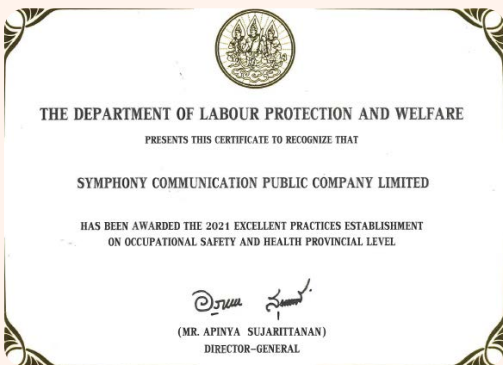 THE DEPARTMENT OF LABOUR PROTECTION AND WELFARE
PRESENTS THIS CERTIFICATE TO RECOGNIZE THAT
SYMPHONY COMMUNICATION PUBLIC COMPANY LIMITED
HAS BEEN AWARDED THE 2021 EXCELLENT PRACTICES ESTABLISHMENT
ON OCCUPATIONAL SAFETY AND HEALTH PROVINCIAL LEVEL
(MR. APINYA SUJARITTANAN)
DIRECTOR–GENERAL